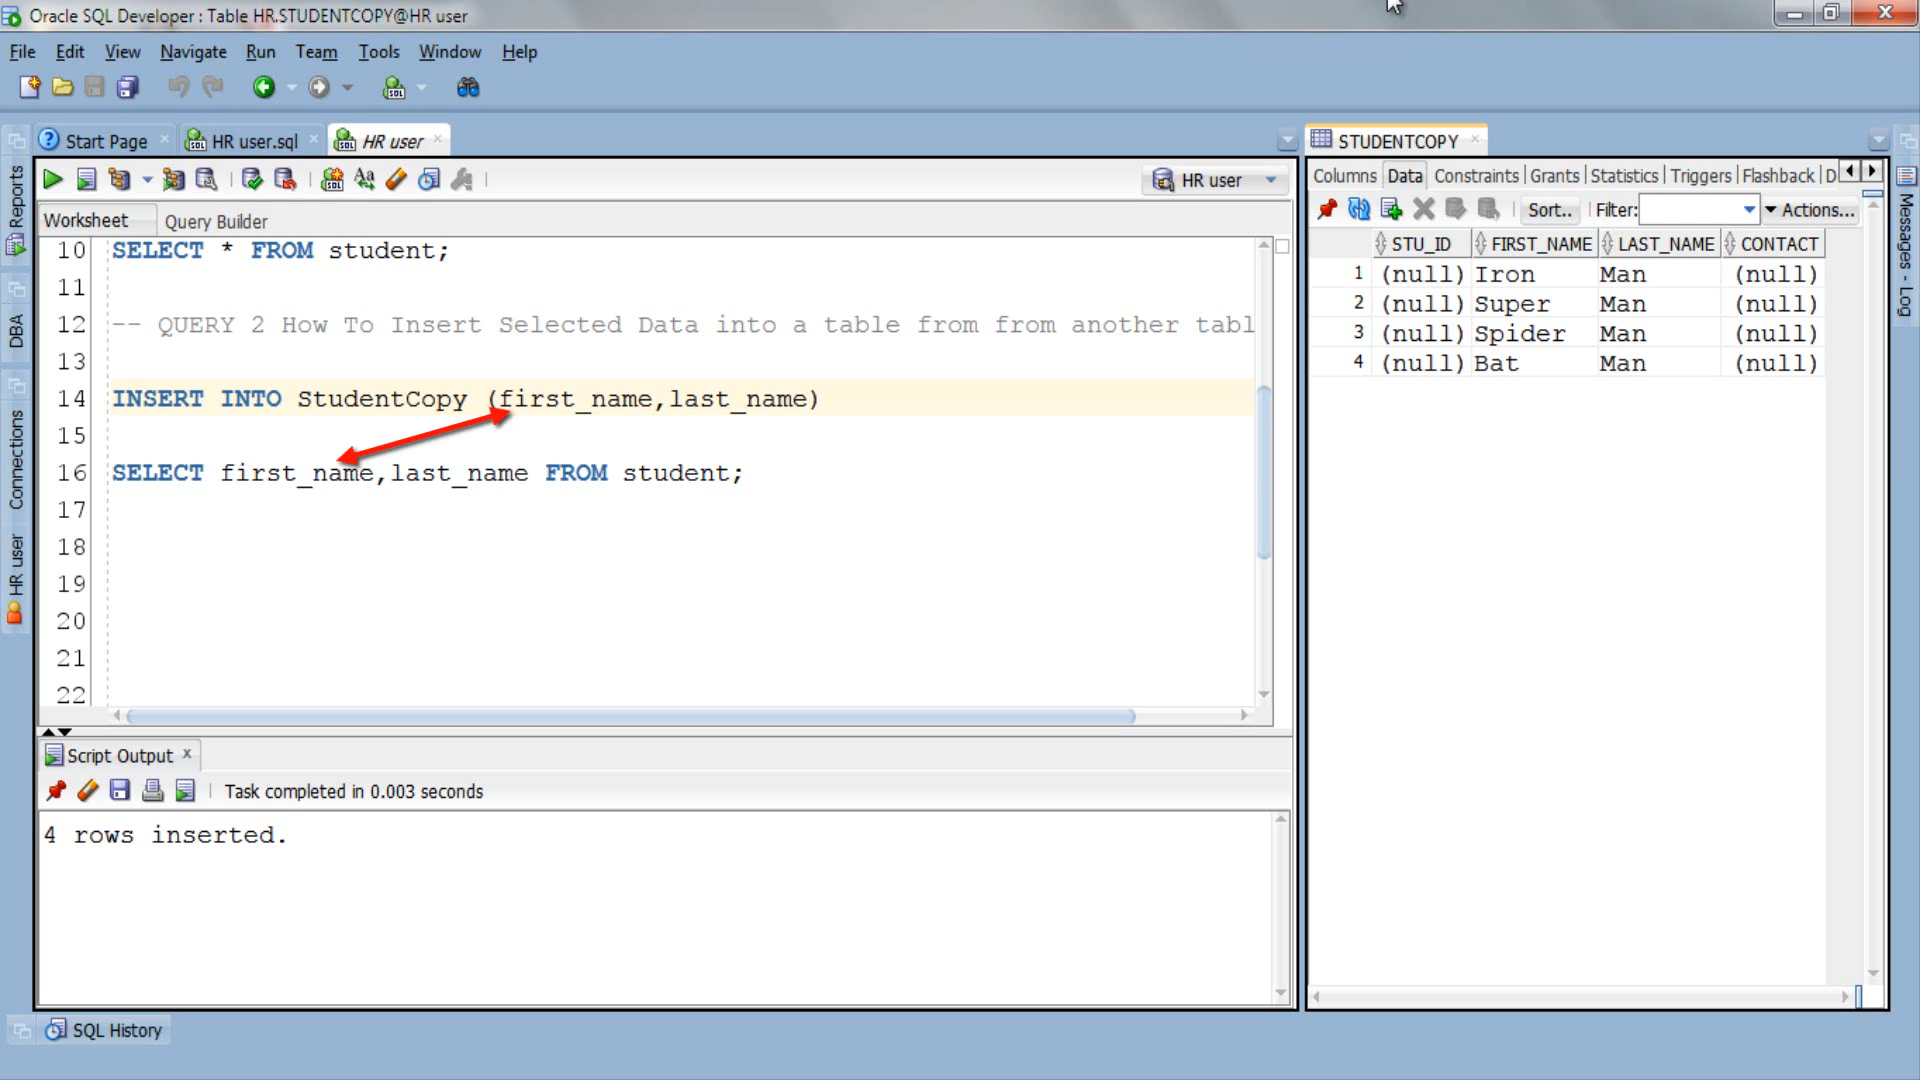 Oracle SQL Developer : Table HR.STUDENTCOPY@HR user
File Edit View Navigate Run Team Tools Window Help
Start Page HR user.sql HR user
HR user
Worksheet Query Builder
10 SELECT * FROM student;
11
12 -- QUERY 2 How To Insert Selected Data into a table from from another tabl
13
14 INSERT INTO StudentCopy (first_name,last_name)
15
16 SELECT first_name,last_name FROM student;
17
18
19
20
21
22
Script Output
Task completed in 0.003 seconds
4 rows inserted.
SQL History
STUDENTCOPY
Columns Data Constraints Grants Statistics Triggers Flashback D
Sort.. Filter: Actions...
STU_ID FIRST_NAME LAST_NAME CONTACT
1 (null) Iron Man (null)
2 (null) Super Man (null)
3 (null) Spider Man (null)
4 (null) Bat Man (null)
Reports
DBA
Connections
HR user
Messages - Log